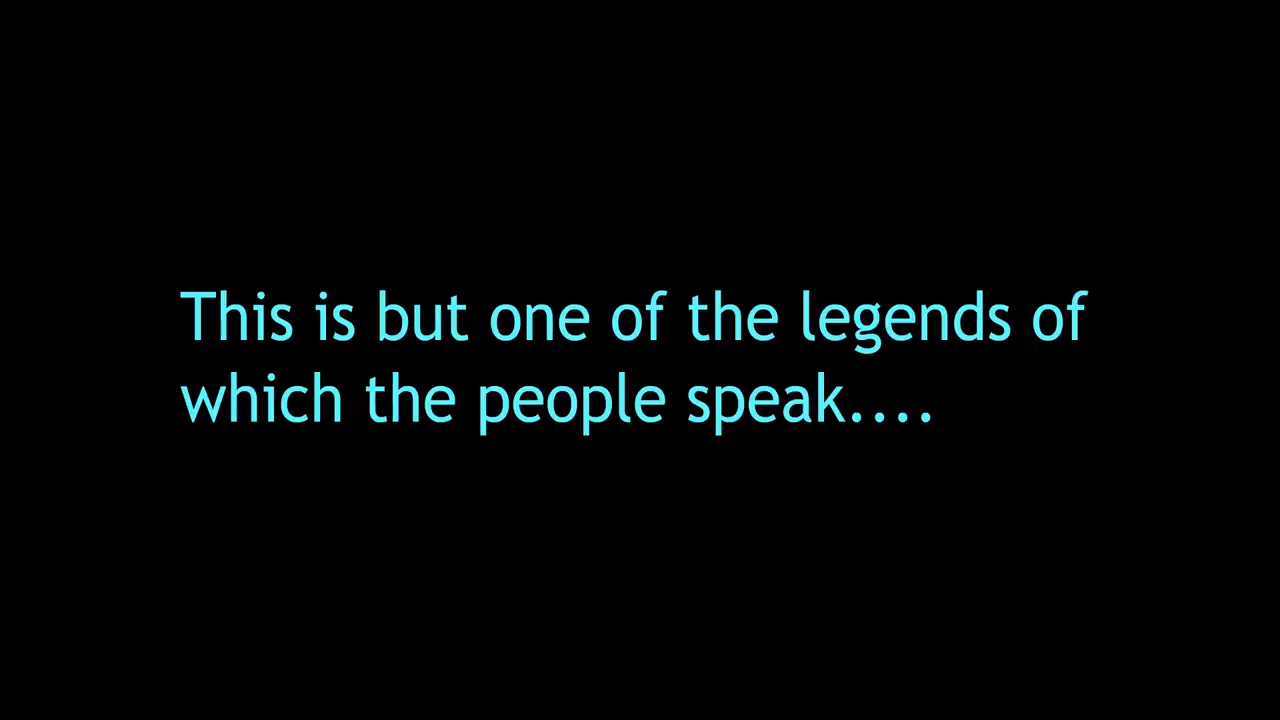 This is but one of the legends of
which the people speak....